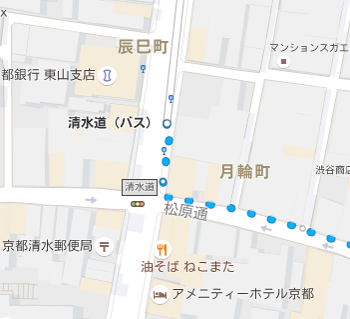 辰巳町
マンションスガエ
都銀行 東山支店
清水道（バス）
月輪町
渋谷商店
清水道
松原通
京都清水郵便局
油そば ねこまた
アメニティーホテル京都